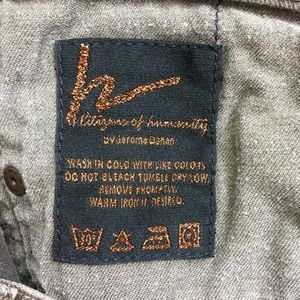 h
Citizens of humanity
by Jerome Dahan
WASH IN COLD WITH LIKE COLORS
DO NOT BLEACH TUMBLE DRY LOW.
REMOVE PROMPTLY.
WARM IRON IF DESIRED.
30°